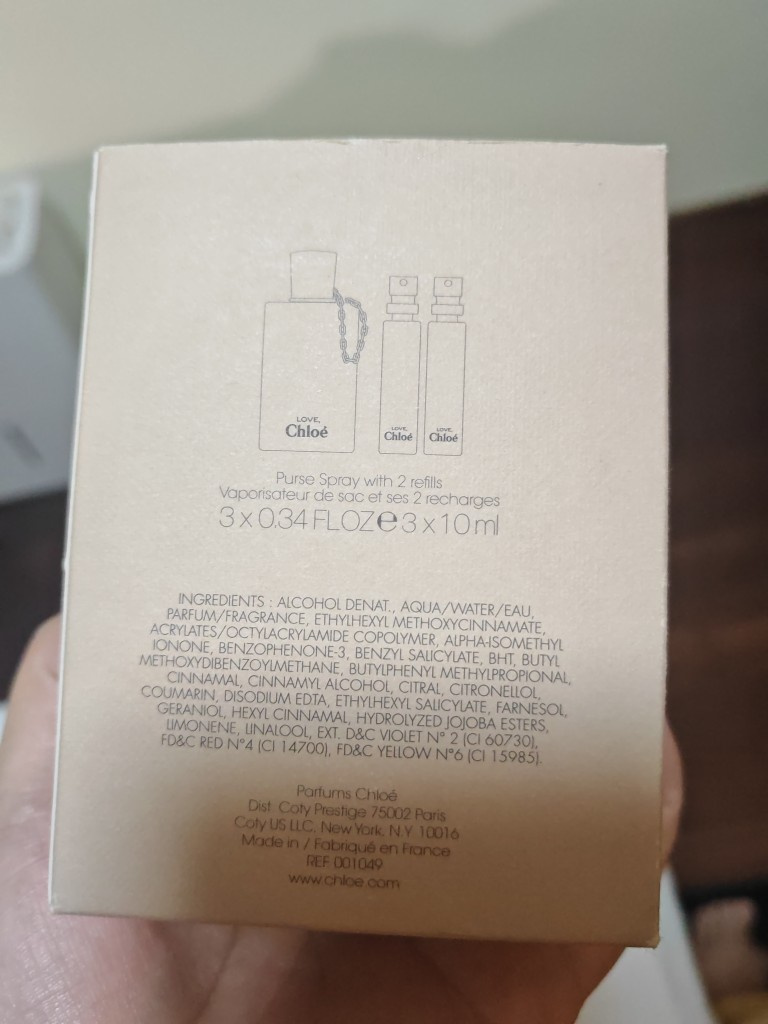 LOVE,
Chloé
LOVE,
Chloé
LOVE,
Chloé
Purse Spray with 2 refills
Vaporisateur de sac et ses 2 recharges
3 x 0.34 FL.OZ e 3 x 10 ml
INGREDIENTS : ALCOHOL DENAT., AQUA/WATER/EAU,
PARFUM/FRAGRANCE, ETHYLHEXYL METHOXYCINNAMATE,
ACRYLATES/OCTYLACRYLAMIDE COPOLYMER, ALPHA-ISOMETHYL
IONONE, BENZOPHENONE-3, BENZYL SALICYLATE, BHT, BUTYL
METHOXYDIBENZOYLMETHANE, BUTYLPHENYL METHYLPROPIONAL,
CINNAMAL, CINNAMYL ALCOHOL, CITRAL, CITRONELLOL,
COUMARIN, DISODIUM EDTA, ETHYLHEXYL SALICYLATE, FARNESOL,
GERANIOL, HEXYL CINNAMAL, HYDROLYZED JOJOBA ESTERS,
LIMONENE, LINALOOL, EXT. D&C VIOLET N° 2 (CI 60730),
FD&C RED N°4 (CI 14700), FD&C YELLOW N°6 (CI 15985).
Parfums Chloé
Dist. Coty Prestige 75002 Paris
Coty US LLC. New York, N.Y. 10016
Made in / Fabriqué en France
REF. 001049
www.chloe.com